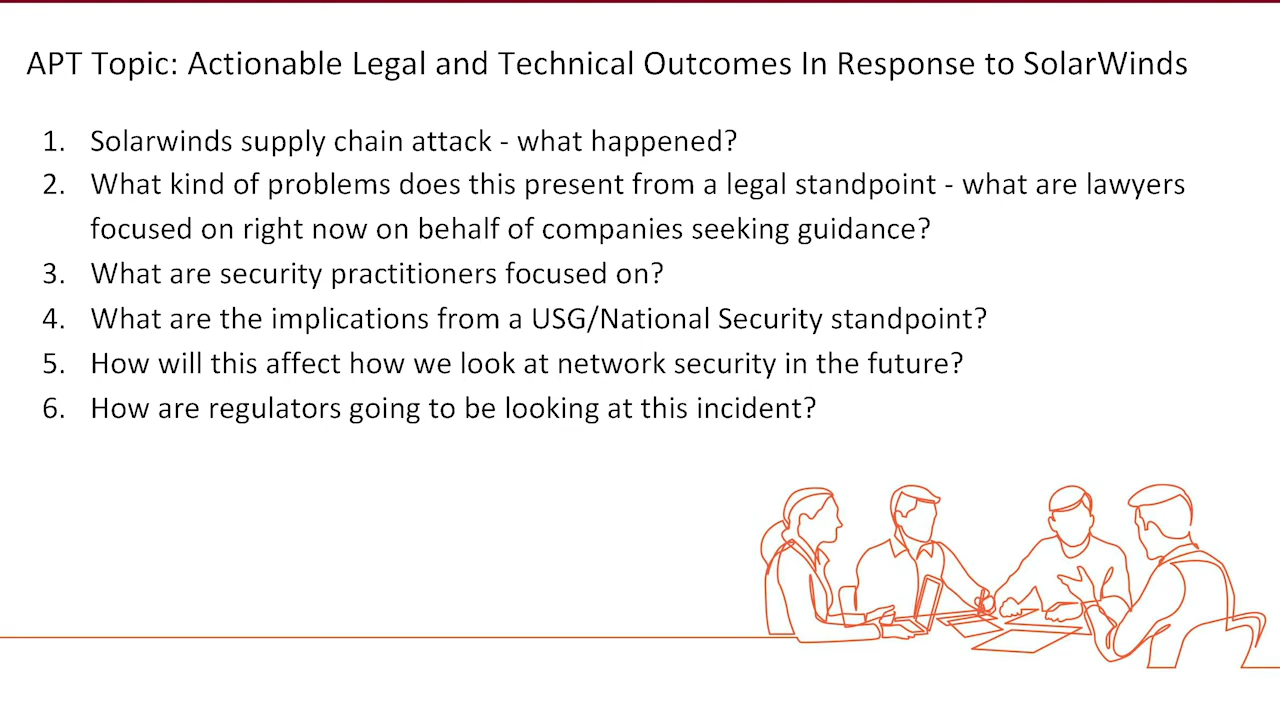 APT Topic: Actionable Legal and Technical Outcomes In Response to SolarWinds
1. Solarwinds supply chain attack - what happened?
2. What kind of problems does this present from a legal standpoint - what are lawyers
focused on right now on behalf of companies seeking guidance?
3. What are security practitioners focused on?
4. What are the implications from a USG/National Security standpoint?
5. How will this affect how we look at network security in the future?
6. How are regulators going to be looking at this incident?